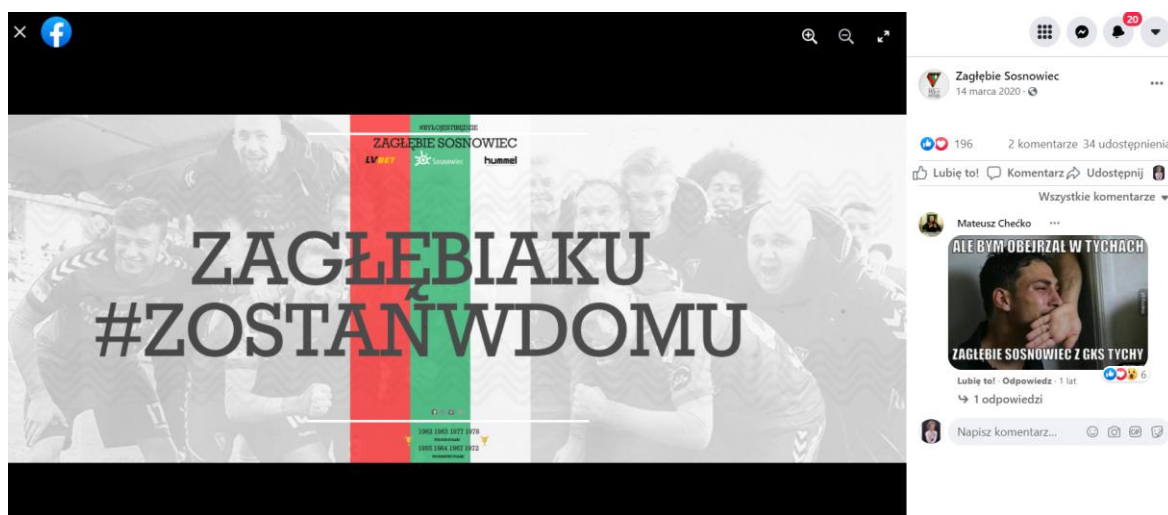 20
Zagłębie Sosnowiec
14 marca 2020
#BYŁOJESTBĘDZIE
ZAGŁĘBIE SOSNOWIEC
LVBET Sosnowiec hummel
ZAGŁĘBIAKU
#ZOSTAŃWDOMU
1962 1963 1977 1978
1955 1964 1967 1972
196 2 komentarze 34 udostępnienia
Lubię to! Komentarz Udostępnij
Wszystkie komentarze
Mateusz Chećko
ALE BYM OBEJRZAŁ W TYCHACH
ZAGŁĘBIE SOSNOWIEC Z GKS TYCHY
Lubię to! · Odpowiedz · 1 lat
6
1 odpowiedzi
Napisz komentarz...
GIF